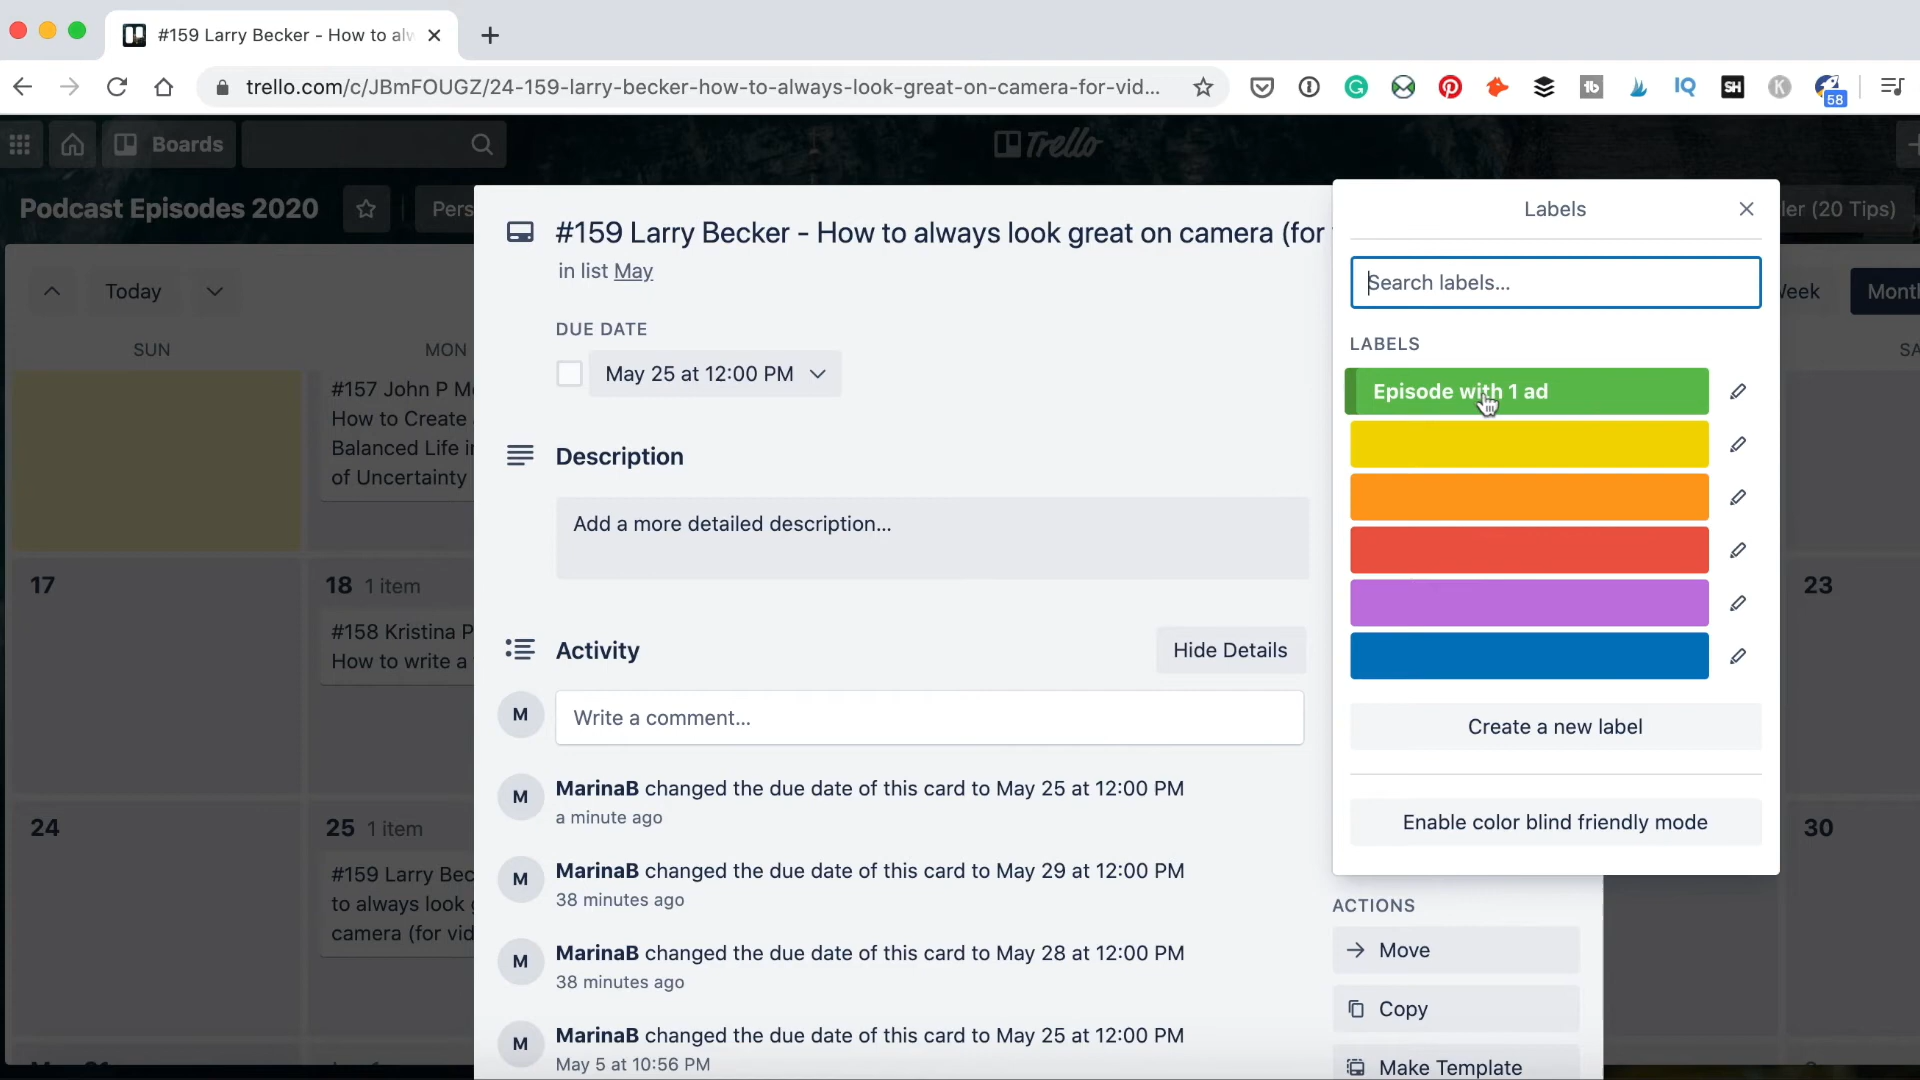 #159 Larry Becker - How to alw
trello.com/c/JBmFOUGZ/24-159-larry-becker-how-to-always-look-great-on-camera-for-vid...
58
Boards
Trello
Podcast Episodes 2020
Pers
ler (20 Tips)
Today
Week
Month
SUN
MON
SA
#157 John P Mc
How to Create
Balanced Life in
of Uncertainty
17
18 1 item
#158 Kristina P
How to write a
23
24
25 1 item
#159 Larry Bec
to always look g
camera (for vid
30
#159 Larry Becker - How to always look great on camera (for
in list May
DUE DATE
May 25 at 12:00 PM
Description
Add a more detailed description...
Activity
Hide Details
M
Write a comment...
M
MarinaB changed the due date of this card to May 25 at 12:00 PM
a minute ago
M
MarinaB changed the due date of this card to May 29 at 12:00 PM
38 minutes ago
M
MarinaB changed the due date of this card to May 28 at 12:00 PM
38 minutes ago
M
MarinaB changed the due date of this card to May 25 at 12:00 PM
May 5 at 10:56 PM
Labels
Search labels...
LABELS
Episode with 1 ad
Create a new label
Enable color blind friendly mode
ACTIONS
Move
Copy
Make Template